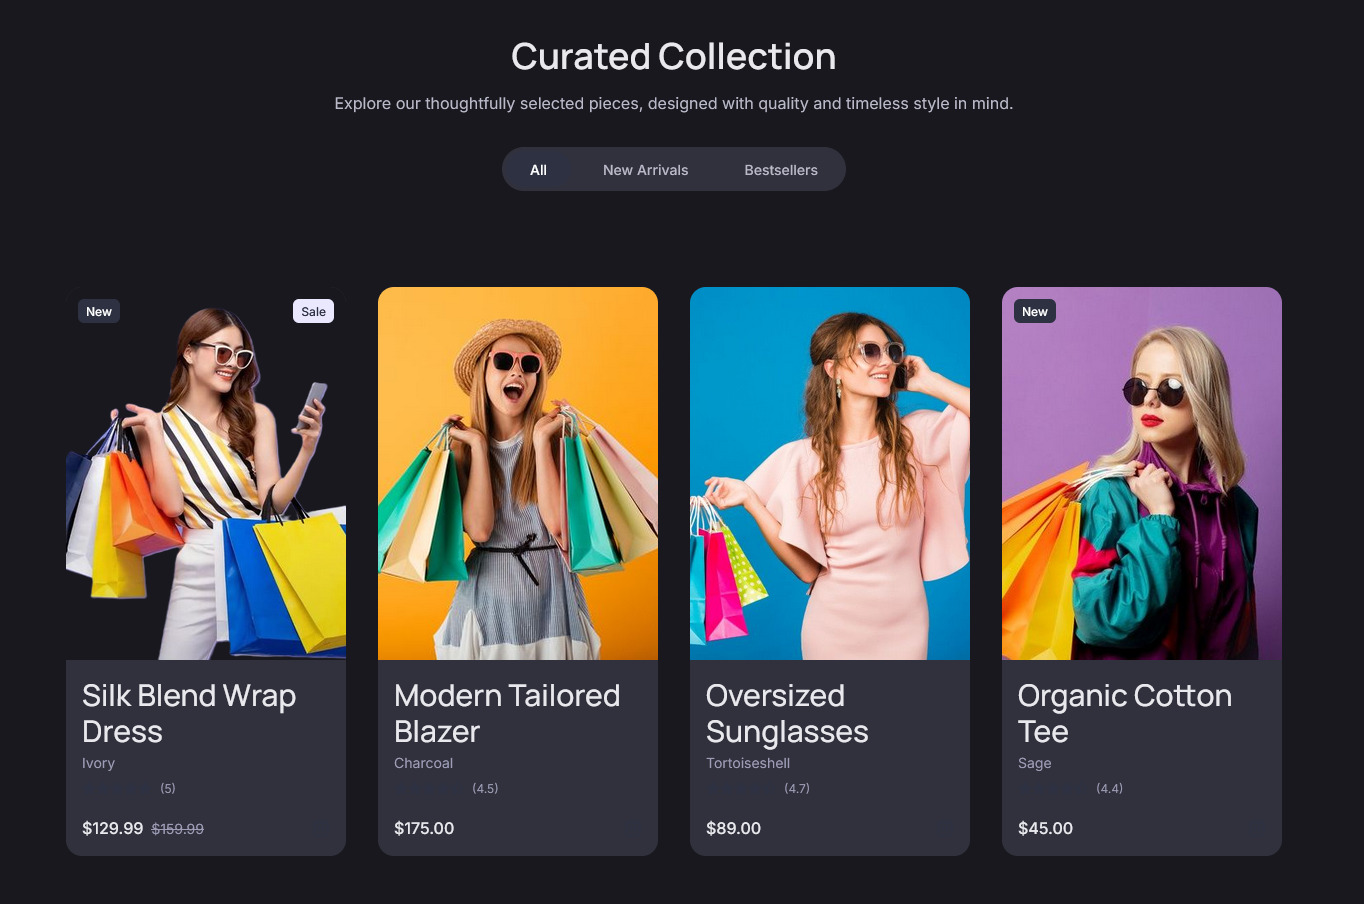 Curated Collection
Explore our thoughtfully selected pieces, designed with quality and timeless style in mind.
All
New Arrivals
Bestsellers
New
Sale
New
Silk Blend Wrap
Dress
Ivory
(5)
$129.99 $159.99
Modern Tailored
Blazer
Charcoal
(4.5)
$175.00
Oversized
Sunglasses
Tortoiseshell
(4.7)
$89.00
Organic Cotton
Tee
Sage
(4.4)
$45.00